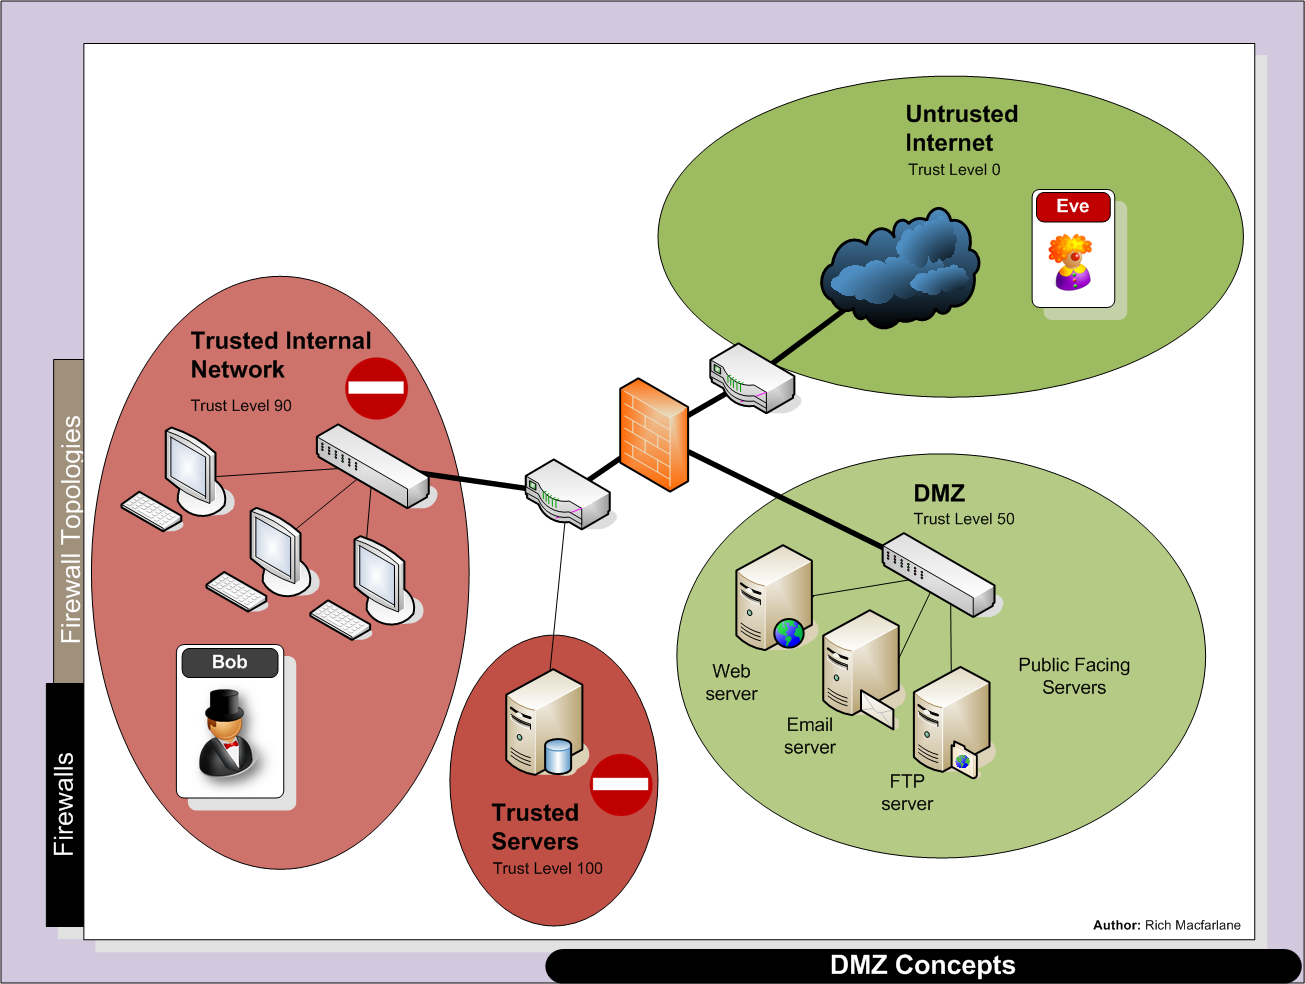 Untrusted
Internet
Trust Level 0
Eve
Trusted Internal
Network
Trust Level 90
Bob
DMZ
Trust Level 50
Web
server
Email
server
FTP
server
Public Facing
Servers
Trusted
Servers
Trust Level 100
Firewall Topologies
Firewalls
Author: Rich Macfarlane
DMZ Concepts